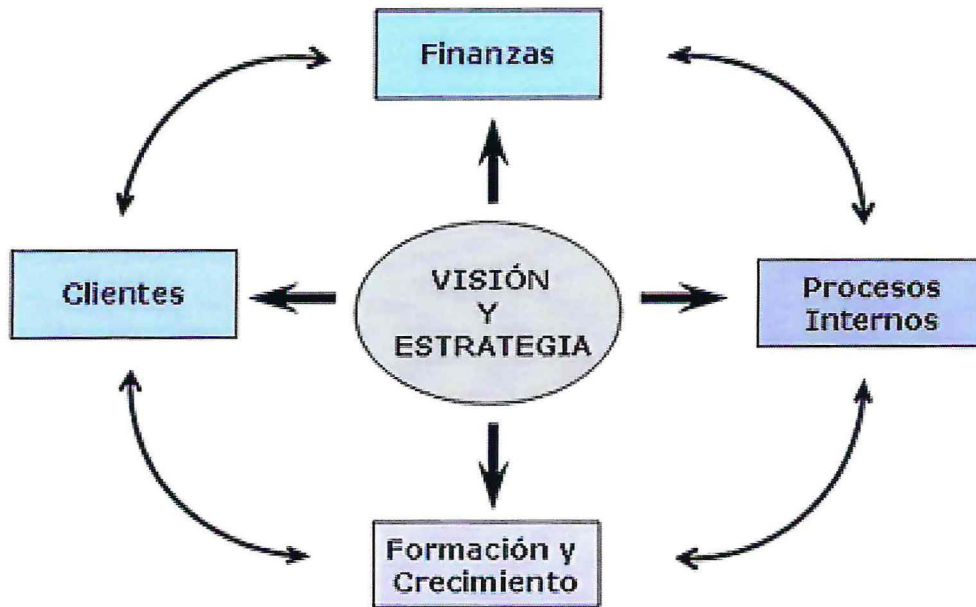 Finanzas
Clientes
VISIÓN
Y
ESTRATEGIA
Procesos
Internos
Formación y
Crecimiento